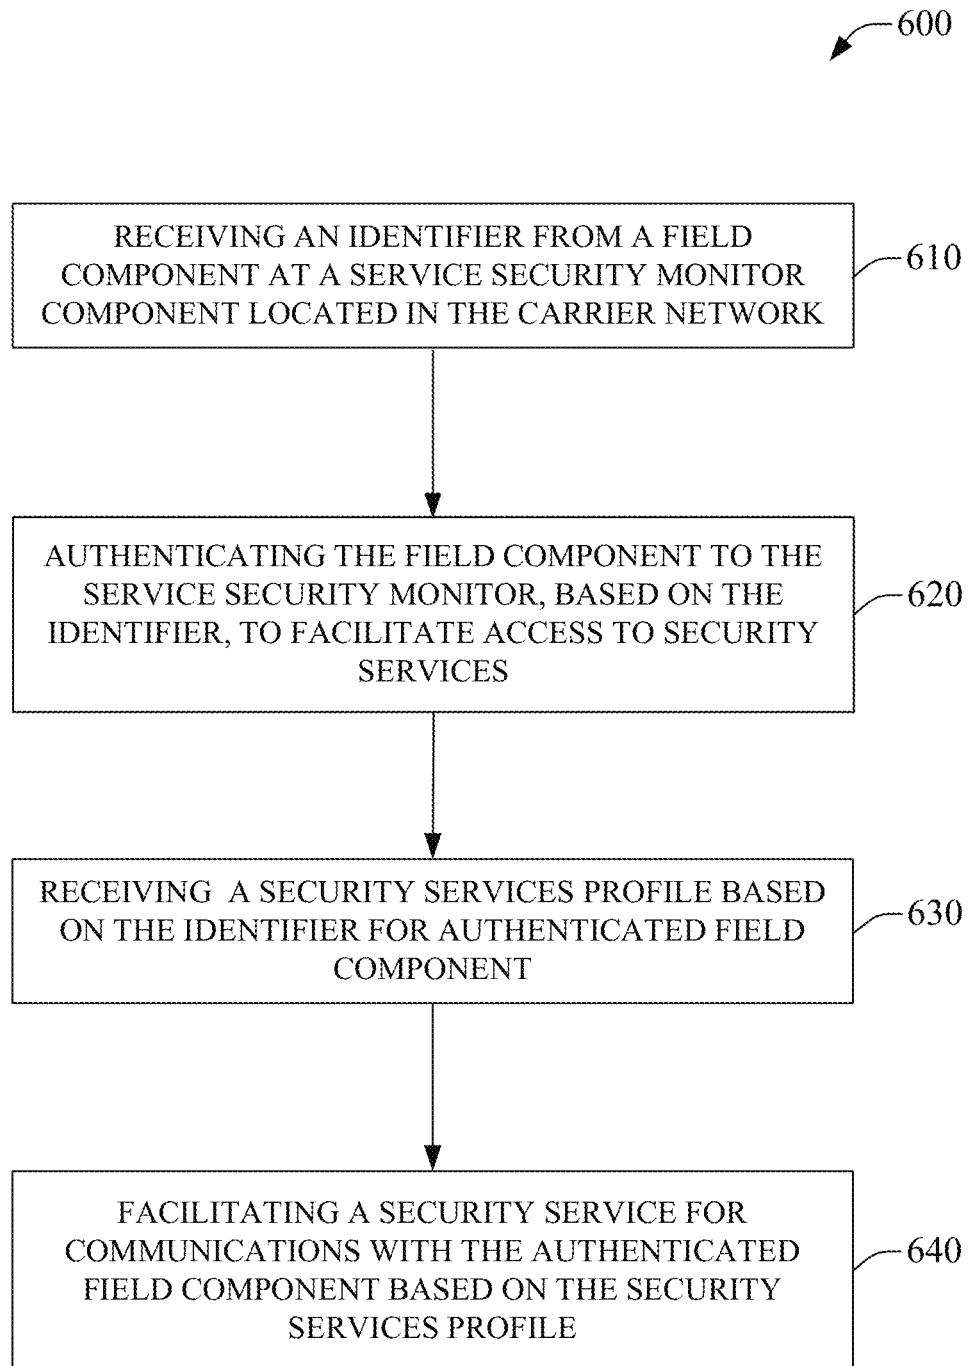 600
RECEIVING AN IDENTIFIER FROM A FIELD
COMPONENT AT A SERVICE SECURITY MONITOR
COMPONENT LOCATED IN THE CARRIER NETWORK
610
AUTHENTICATING THE FIELD COMPONENT TO THE
SERVICE SECURITY MONITOR, BASED ON THE
IDENTIFIER, TO FACILITATE ACCESS TO SECURITY
SERVICES
620
RECEIVING A SECURITY SERVICES PROFILE BASED
ON THE IDENTIFIER FOR AUTHENTICATED FIELD
COMPONENT
630
FACILITATING A SECURITY SERVICE FOR
COMMUNICATIONS WITH THE AUTHENTICATED
FIELD COMPONENT BASED ON THE SECURITY
SERVICES PROFILE
640